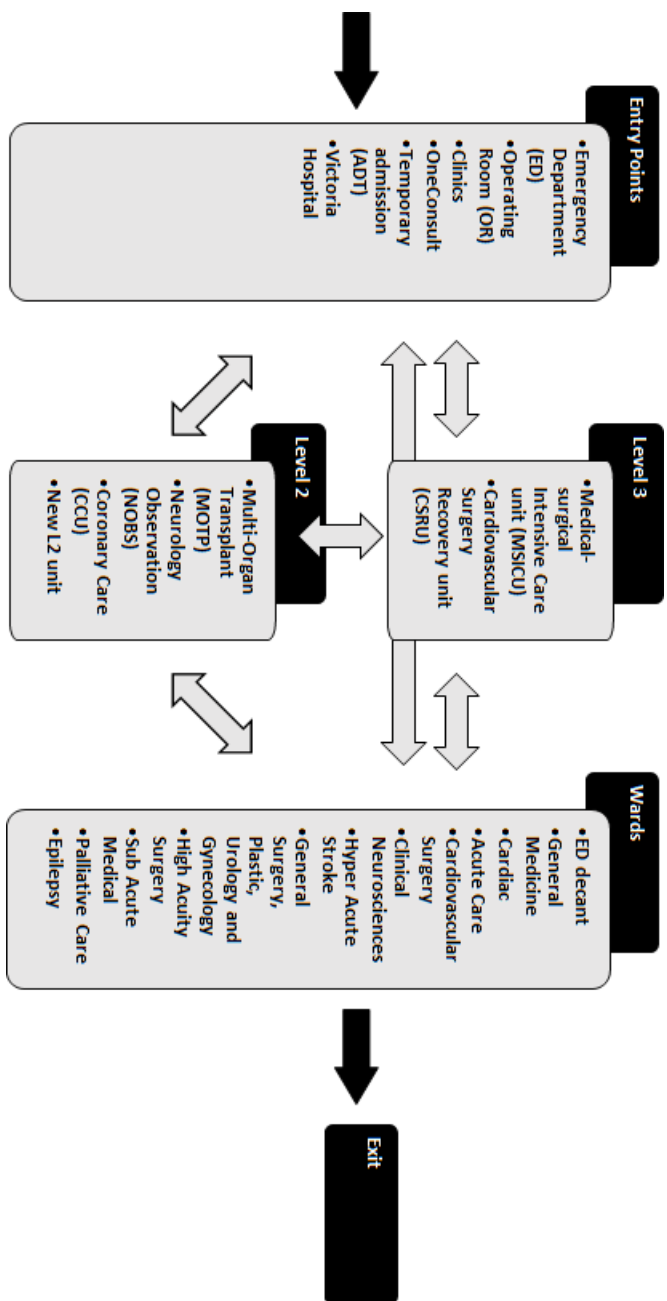 Entry Points
•Emergency
Department
(ED)
•Operating
Room (OR)
•Clinics
•OneConsult
•Temporary
admission
(ADT)
•Victoria
Hospital
Level 3
•Medical-
surgical
Intensive Care
unit (MSICU)
•Cardiovascular
Surgery
Recovery unit
(CSRU)
Level 2
•Multi-Organ
Transplant
(MOTP)
•Neurology
Observation
(NOBS)
•Coronary Care
(CCU)
•New L2 unit
Wards
•ED decant
•General
Medicine
•Cardiac
•Acute Care
•Cardiovascular
Surgery
•Clinical
Neurosciences
•Hyper Acute
Stroke
•General
Surgery,
Plastic,
Urology and
Gynecology
•High Acuity
Surgery
•Sub Acute
Medical
•Palliative Care
•Epilepsy
Exit